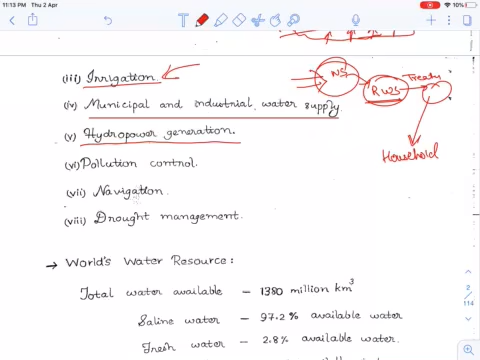 11:13 PM Thu 2 Apr
10%
(iii) Irrigation.
WS
RWS
(iv) Municipal and industrial water supply.
(v) Hydropower generation.
Household
(vi) Pollution control.
(vii) Navigation.
(viii) Drought management.
→ World's Water Resource:
Total water available – 1380 million km³
Saline water – 97.2% available water
Fresh water – 2.8% available water.
2
114